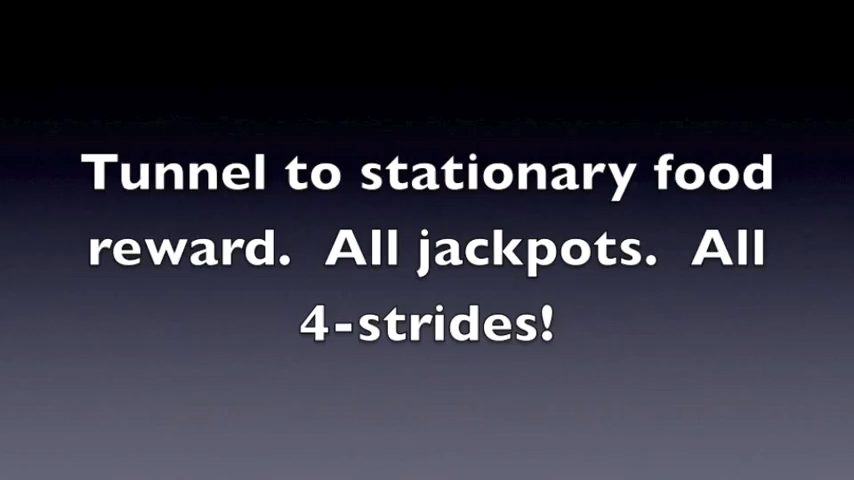 Tunnel to stationary food
reward.  All jackpots.  All
4-strides!